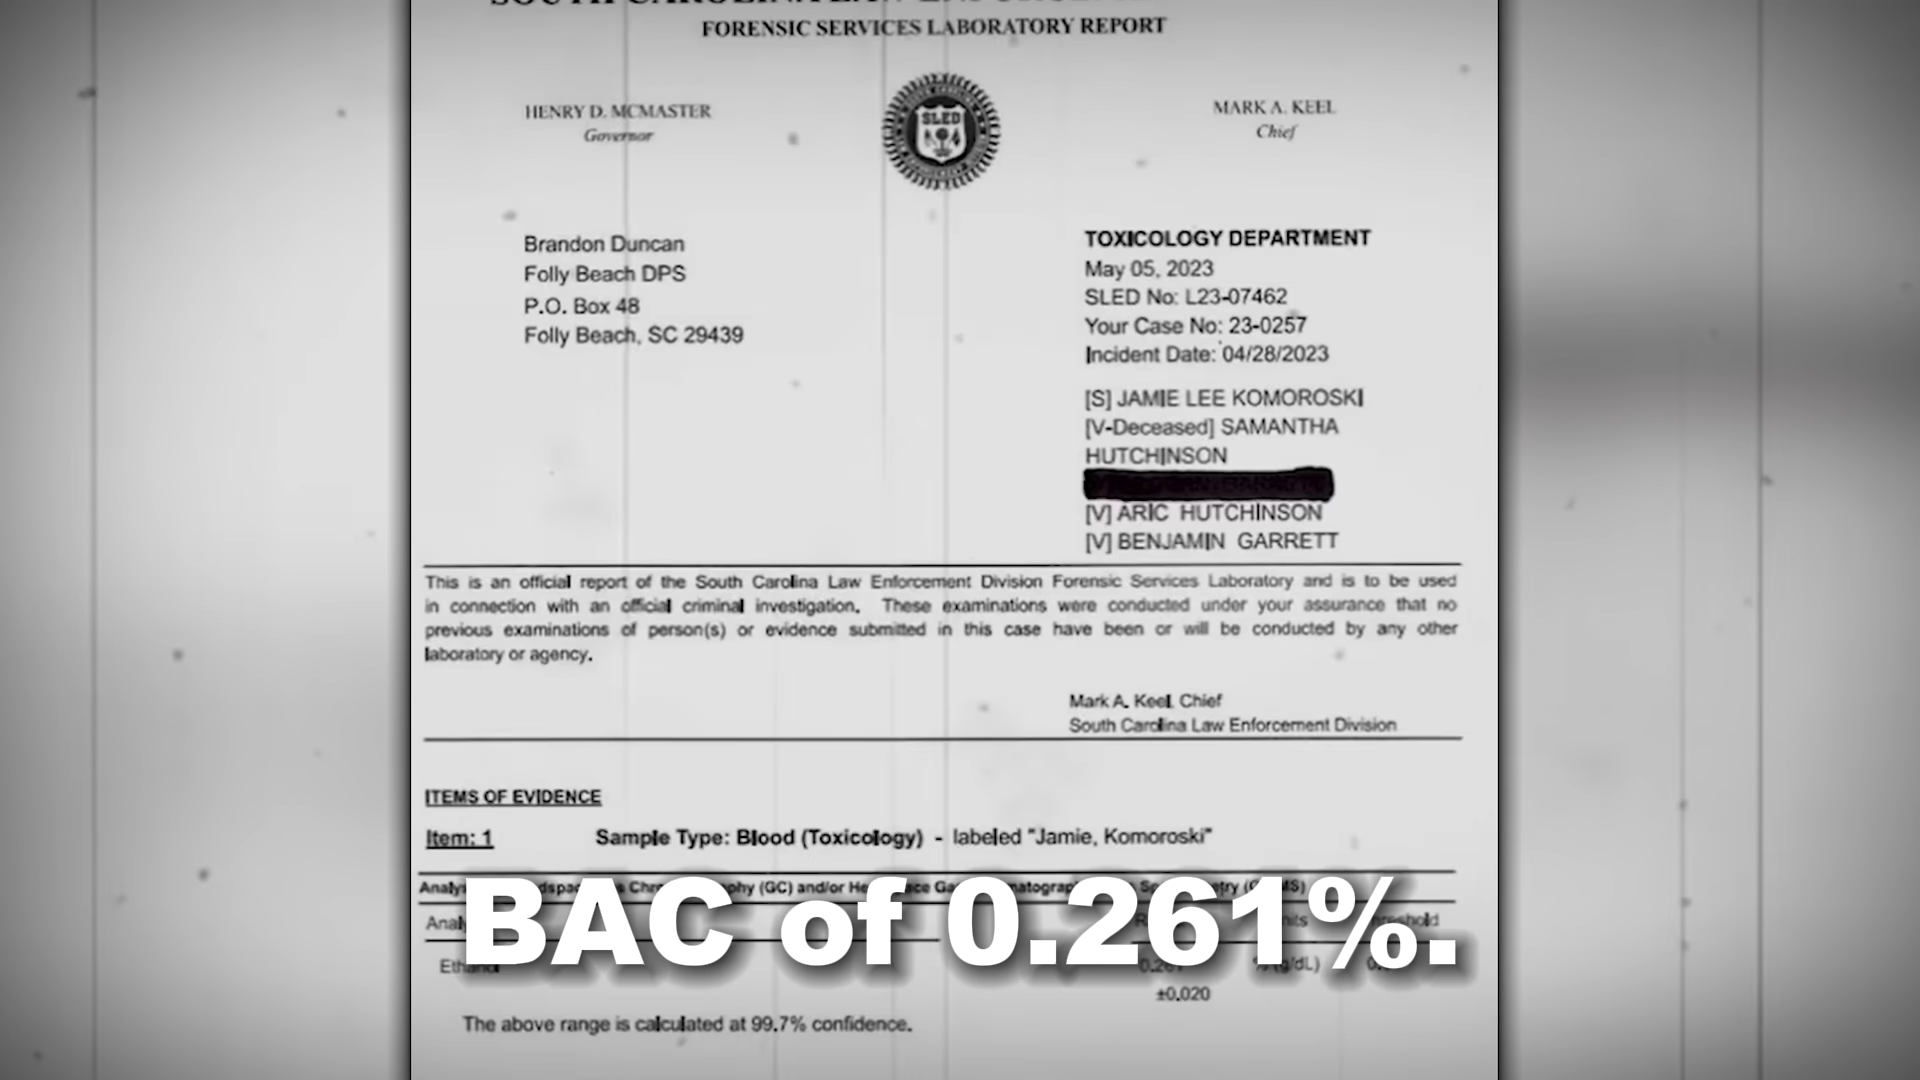 FORENSIC SERVICES LABORATORY REPORT
HENRY D. MCMASTER
Governor
SLED
MARK A. KEEL
Chief
Brandon Duncan
Folly Beach DPS
P.O. Box 48
Folly Beach, SC 29439
TOXICOLOGY DEPARTMENT
May 05, 2023
SLED No: L23-07462
Your Case No: 23-0257
Incident Date: 04/28/2023
[S] JAMIE LEE KOMOROSKI
[V-Deceased] SAMANTHA
HUTCHINSON
[V] ARIC HUTCHINSON
[V] BENJAMIN GARRETT
This is an official report of the South Carolina Law Enforcement Division Forensic Services Laboratory and is to be used
in connection with an official criminal investigation. These examinations were conducted under your assurance that no
previous examinations of person(s) or evidence submitted in this case have been or will be conducted by any other
laboratory or agency.
Mark A. Keel, Chief
South Carolina Law Enforcement Division
ITEMS OF EVIDENCE
Item: 1 Sample Type: Blood (Toxicology) - labeled "Jamie, Komoroski"
(GC) and/or
BAC of 0.261%.
Ethanol 0.261 % (g/dL)
±0.020
The above range is calculated at 99.7% confidence.